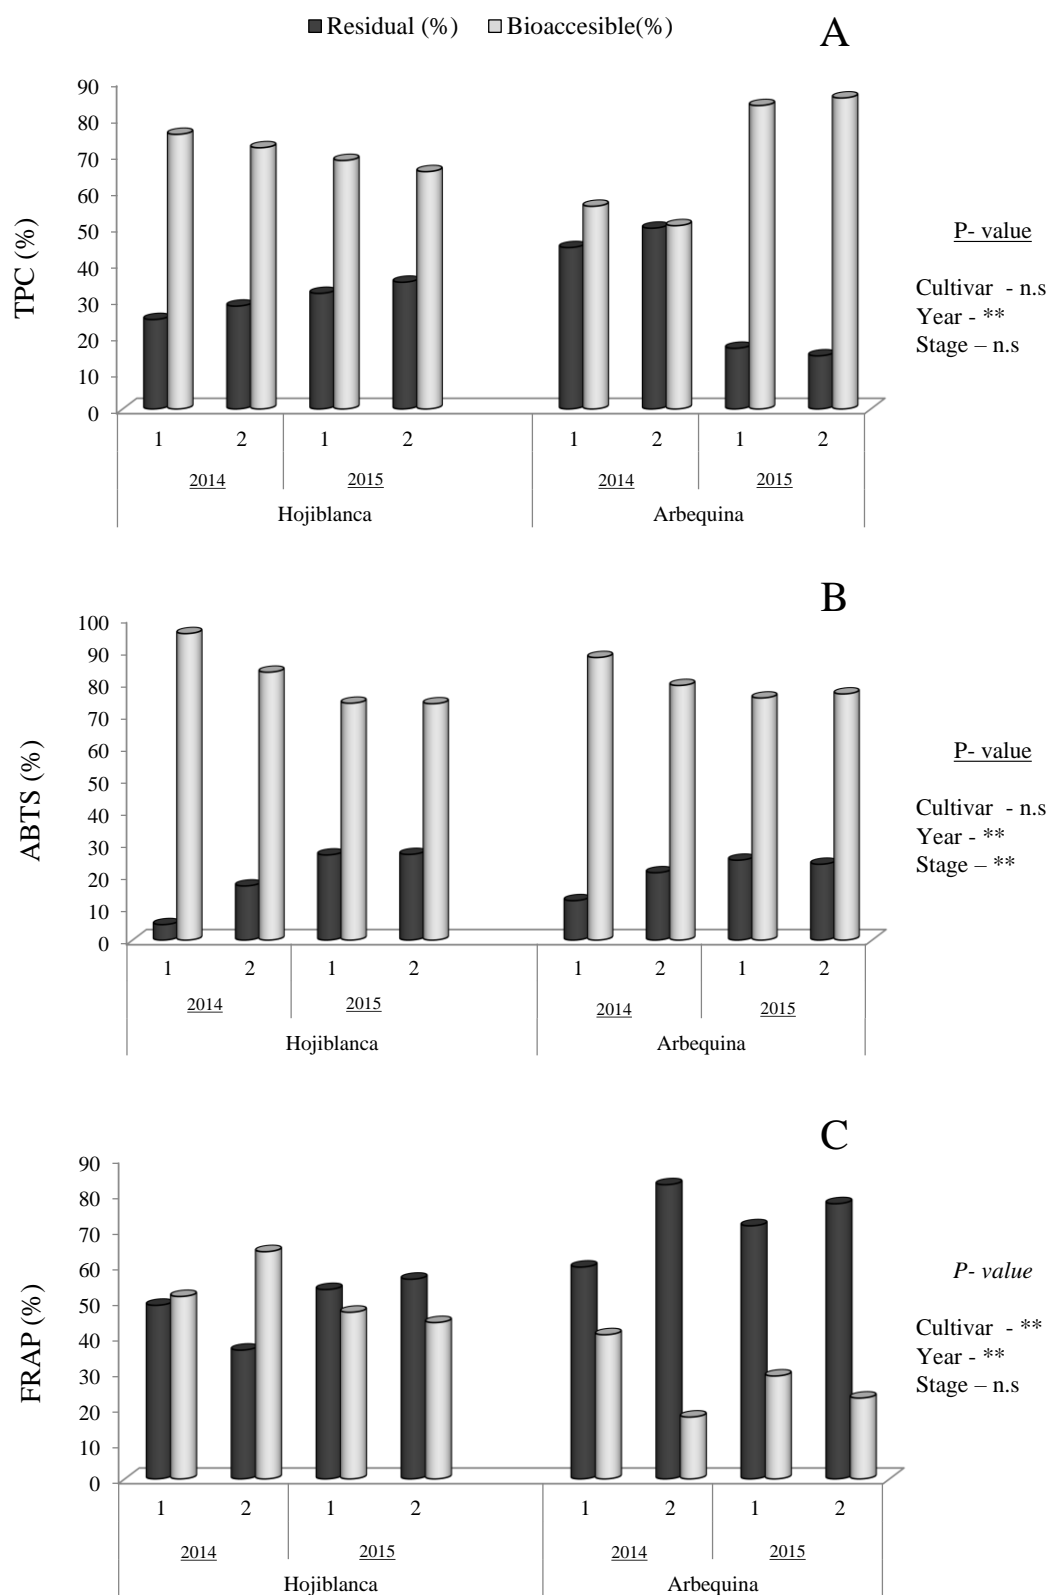 Residual (%) Bioaccesible(%)
A
90
80
70
60
50
40
30
20
10
0
TPC (%)
P- value
Cultivar - n.s
Year - **
Stage – n.s
1 2 1 2 1 2 1 2
2014 2015 2014 2015
Hojiblanca Arbequina
B
100
90
80
70
60
50
40
30
20
10
0
ABTS (%)
P- value
Cultivar - n.s
Year - **
Stage – **
1 2 1 2 1 2 1 2
2014 2015 2014 2015
Hojiblanca Arbequina
C
90
80
70
60
50
40
30
20
10
0
FRAP (%)
P- value
Cultivar - **
Year - **
Stage – n.s
1 2 1 2 1 2 1 2
2014 2015 2014 2015
Hojiblanca Arbequina